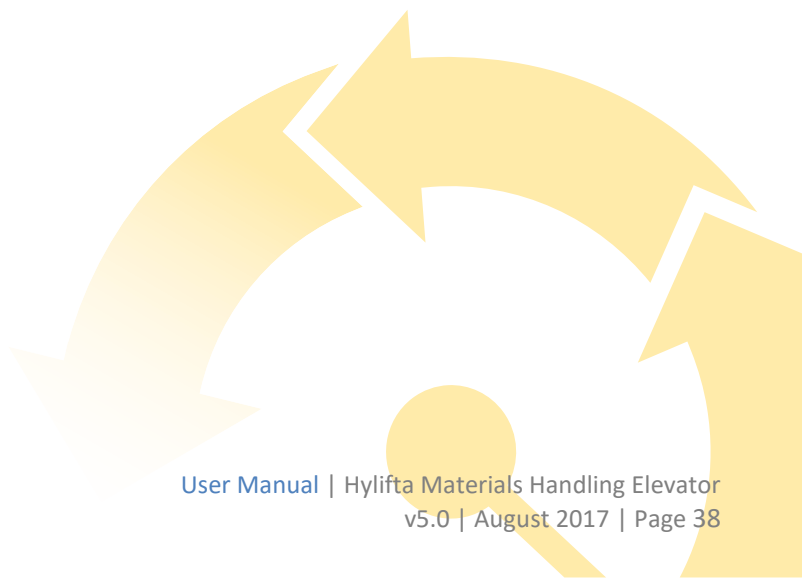 User Manual | Hylifta Materials Handling Elevator
v5.0 | August 2017 | Page 38